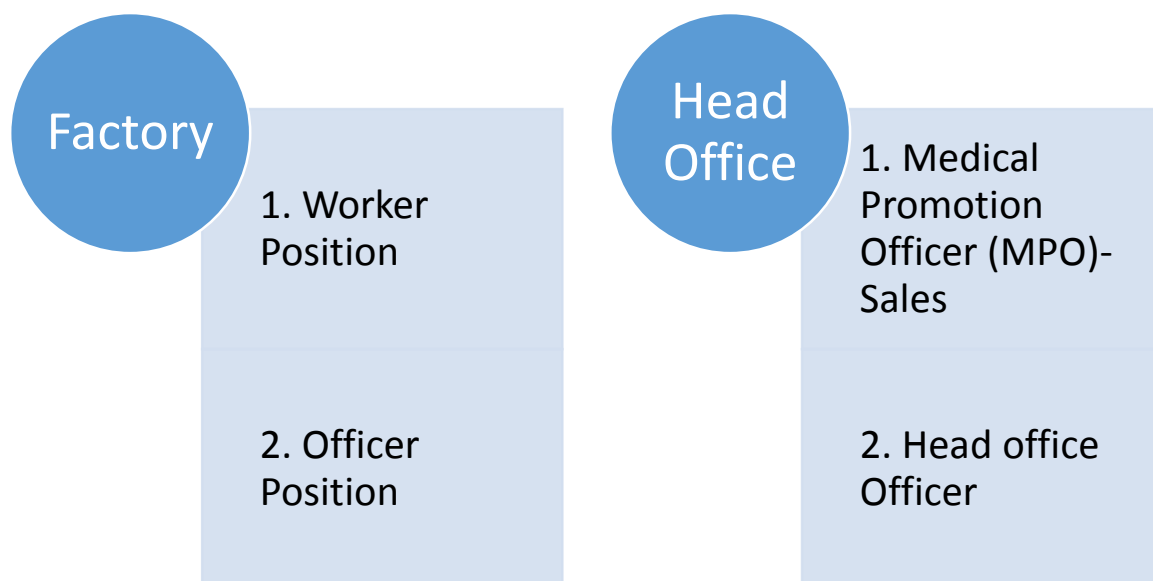 Factory
1. Worker
Position
2. Officer
Position
Head
Office
1. Medical
Promotion
Officer (MPO)-
Sales
2. Head office
Officer